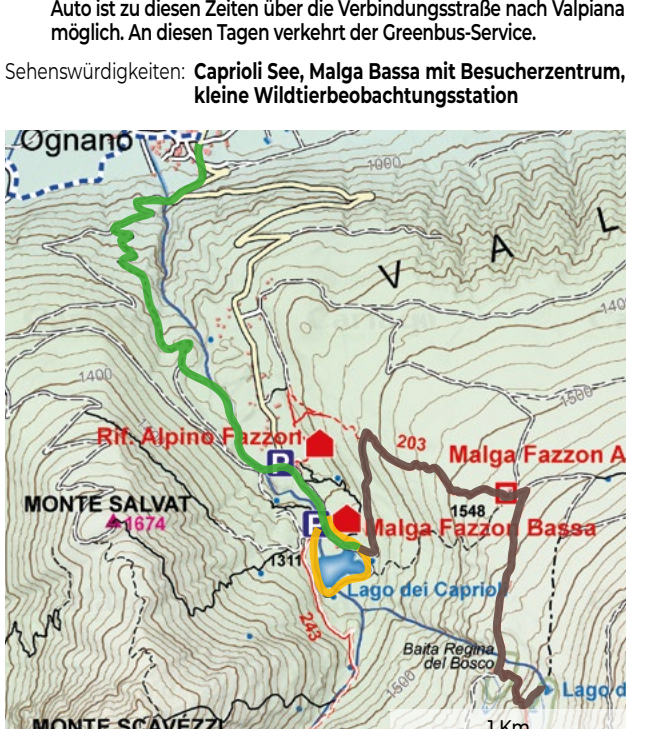 Auto ist zu diesen Zeiten über die Verbindungsstraße nach Valpiana
möglich. An diesen Tagen verkehrt der Greenbus-Service.
Sehenswürdigkeiten: Caprioli See, Malga Bassa mit Besucherzentrum,
kleine Wildtierbeobachtungsstation
Ognano
1000
V A L
140
1400
1500
Rif. Alpino Fazzon
P
203
Malga Fazzon A
1548
MONTE SALVAT
1674
P
Malga Fazzon Bassa
1311
Lago dei Capriol
243
Baita Regina
del Bosco
1500
Lago d
MONTE SCAVEZZI
1 Km